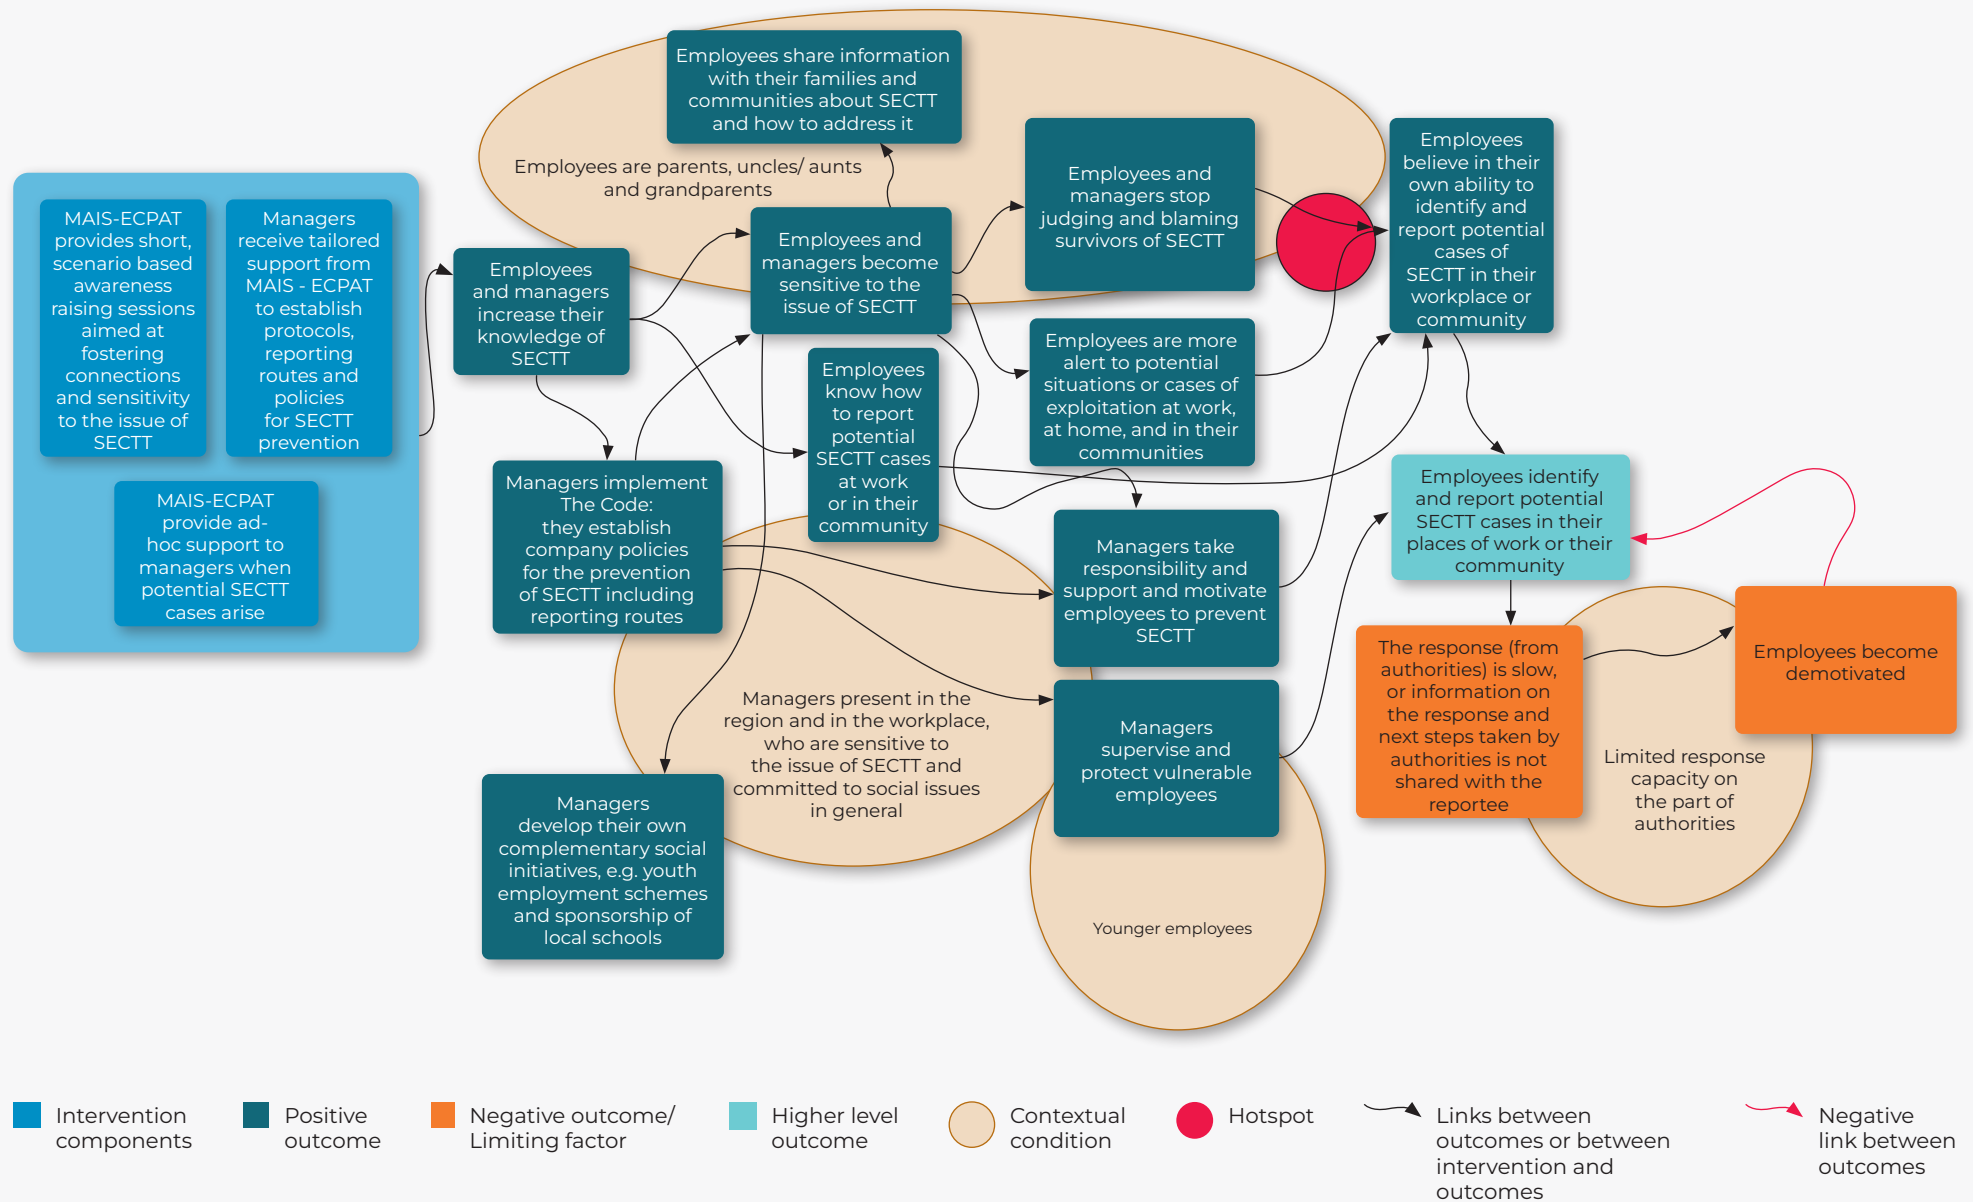 Employees share information
with their families and
communities about SECTT
and how to address it
Employees are parents, uncles/ aunts
and grandparents
MAIS-ECPAT
provides short,
scenario based
awareness
raising sessions
aimed at
fostering
connections
and sensitivity
to the issue of
SECTT
Managers
receive tailored
support from
MAIS - ECPAT
to establish
protocols,
reporting
routes and
policies
for SECTT
prevention
MAIS-ECPAT
provide ad-
hoc support to
managers when
potential SECTT
cases arise
Employees
and managers
increase their
knowledge of
SECTT
Employees and
managers become
sensitive to the
issue of SECTT
Employees and
managers stop
judging and blaming
survivors of SECTT
Employees
believe in their
own ability to
identify and
report potential
cases of
SECTT in their
workplace or
community
Employees are more
alert to potential
situations or cases of
exploitation at work,
at home, and in their
communities
Employees
know how
to report
potential
SECTT cases
at work
or in their
community
Managers implement
The Code:
they establish
company policies
for the prevention
of SECTT including
reporting routes
Managers take
responsibility and
support and motivate
employees to prevent
SECTT
Employees identify
and report potential
SECTT cases in their
places of work or their
community
Managers present in the
region and in the workplace,
who are sensitive to
the issue of SECTT and
committed to social issues
in general
Managers
supervise and
protect vulnerable
employees
The response (from
authorities) is slow,
or information on
the response and
next steps taken by
authorities is not
shared with the
reportee
Employees become
demotivated
Limited response
capacity on
the part of
authorities
Managers
develop their own
complementary social
initiatives, e.g. youth
employment schemes
and sponsorship of
local schools
Younger employees
Intervention
components
Positive
outcome
Negative outcome/
Limiting factor
Higher level
outcome
Contextual
condition
Hotspot
Links between
outcomes or between
intervention and
outcomes
Negative
link between
outcomes